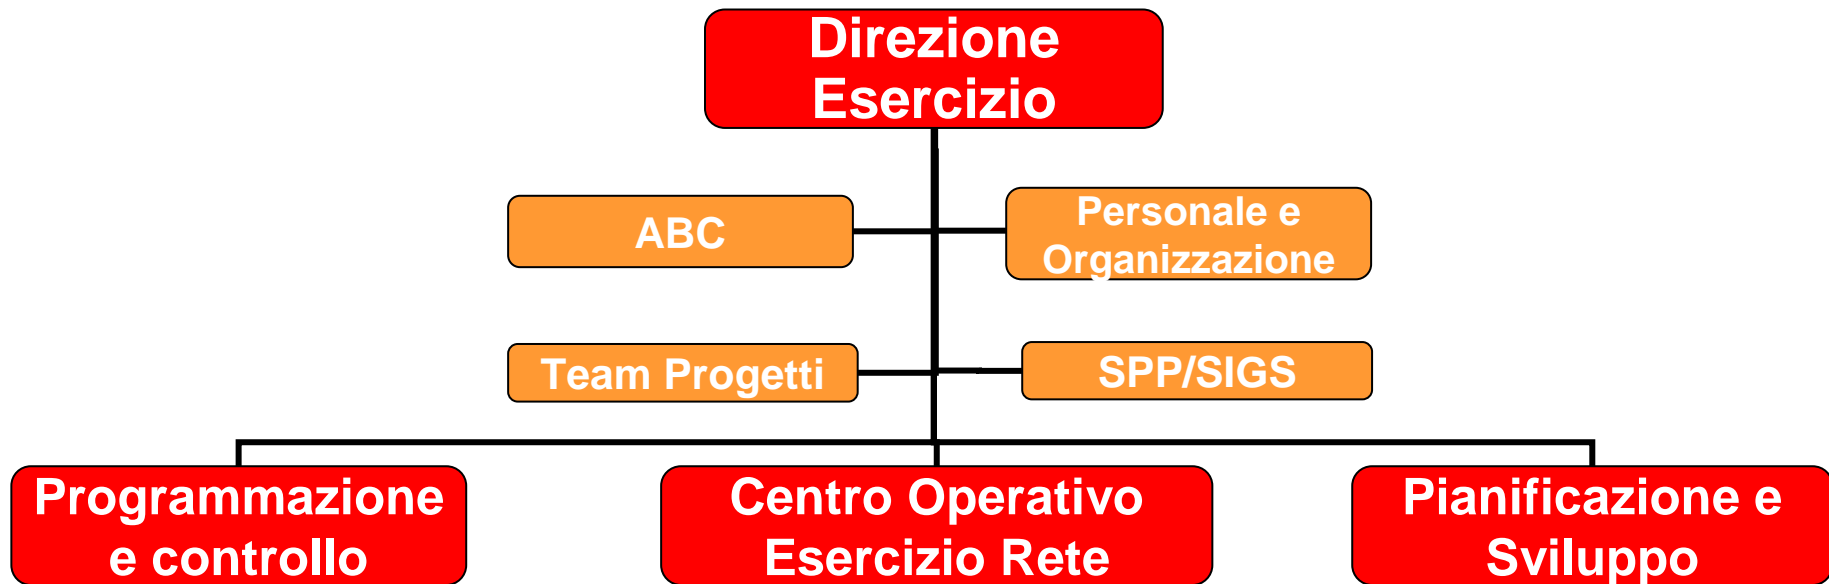 Direzione
Esercizio
ABC
Personale e
Organizzazione
Team Progetti
SPP/SIGS
Programmazione
e controllo
Centro Operativo
Esercizio Rete
Pianificazione e
Sviluppo